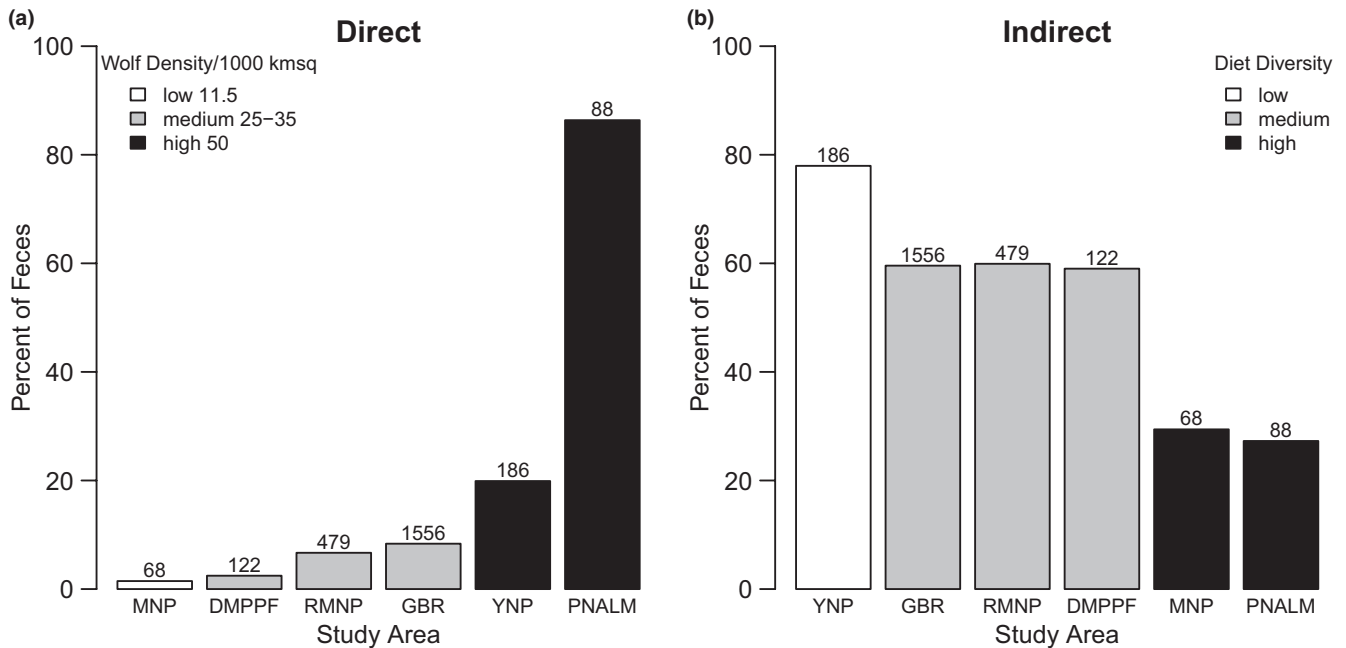 (a)
Direct
Wolf Density/1000 kmsq
low 11.5
medium 25−35
high 50
Percent of Feces
100
80
60
40
20
0
68
122
479
1556
186
88
MNP DMPPF RMNP GBR YNP PNALM
Study Area
(b)
Indirect
Diet Diversity
low
medium
high
Percent of Feces
100
80
60
40
20
0
186
1556
479
122
68
88
YNP GBR RMNP DMPPF MNP PNALM
Study Area